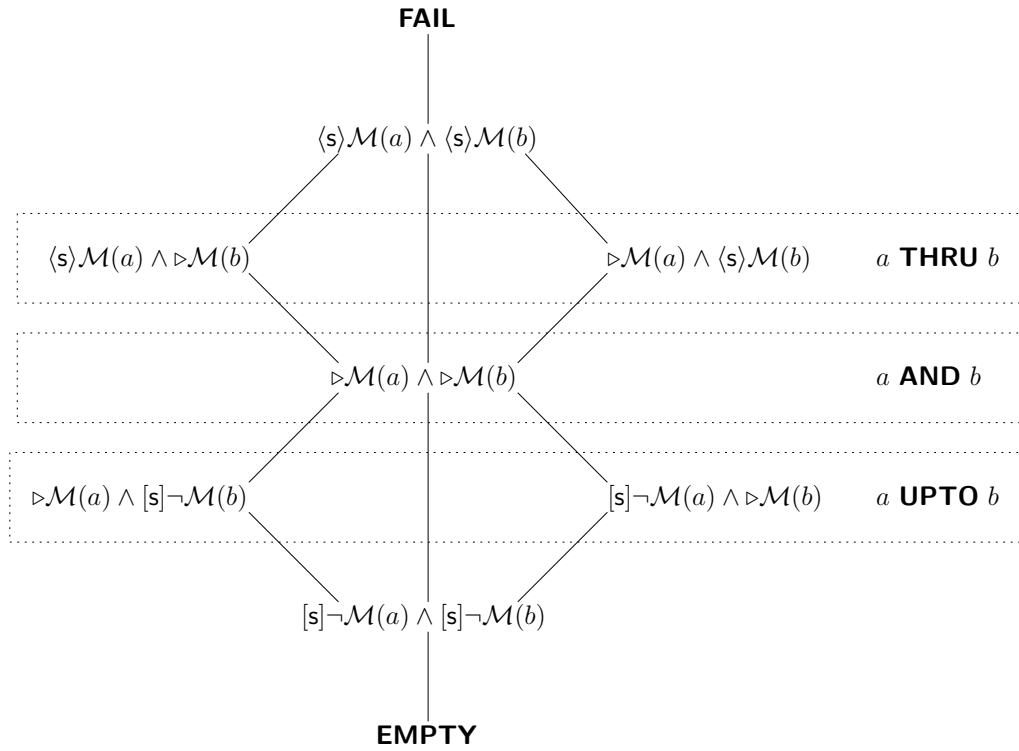 FAIL
⟨s⟩ℳ(a) ∧ ⟨s⟩ℳ(b)
⟨s⟩ℳ(a) ∧ ▹ℳ(b) ▹ℳ(a) ∧ ⟨s⟩ℳ(b) a THRU b
▹ℳ(a) ∧ ▹ℳ(b) a AND b
▹ℳ(a) ∧ [s]¬ℳ(b) [s]¬ℳ(a) ∧ ▹ℳ(b) a UPTO b
[s]¬ℳ(a) ∧ [s]¬ℳ(b)
EMPTY